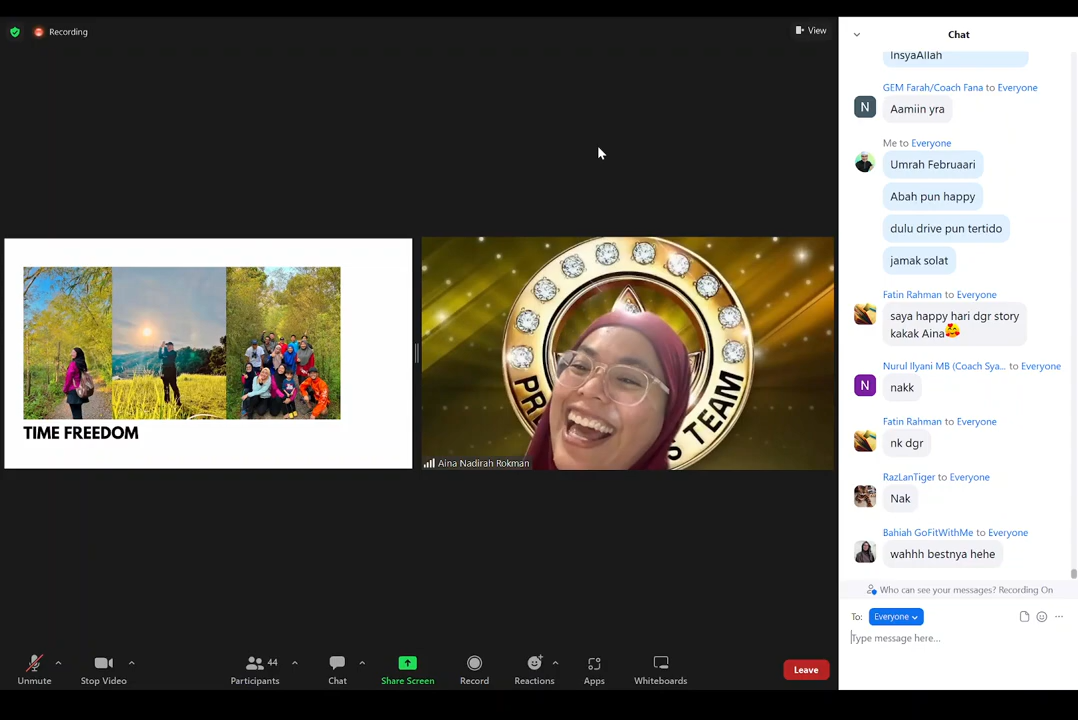 Recording
View
TIME FREEDOM
PR
S TEAM
Aina Nadirah Rokman
Unmute
Stop Video
44
Participants
Chat
Share Screen
Record
Reactions
Apps
Whiteboards
Leave
Chat
InsyaAllah
GEM Farah/Coach Fana to Everyone
N
Aamiin yra
Me to Everyone
Umrah Februaari
Abah pun happy
dulu drive pun tertido
jamak solat
Fatin Rahman to Everyone
saya happy hari dgr story
kakak Aina🥰
Nurul Ilyani MB (Coach Sya... to Everyone
N
nakk
Fatin Rahman to Everyone
nk dgr
RazLanTiger to Everyone
Nak
Bahiah GoFitWithMe to Everyone
wahhh bestnya hehe
Who can see your messages? Recording On
To: Everyone
Type message here...